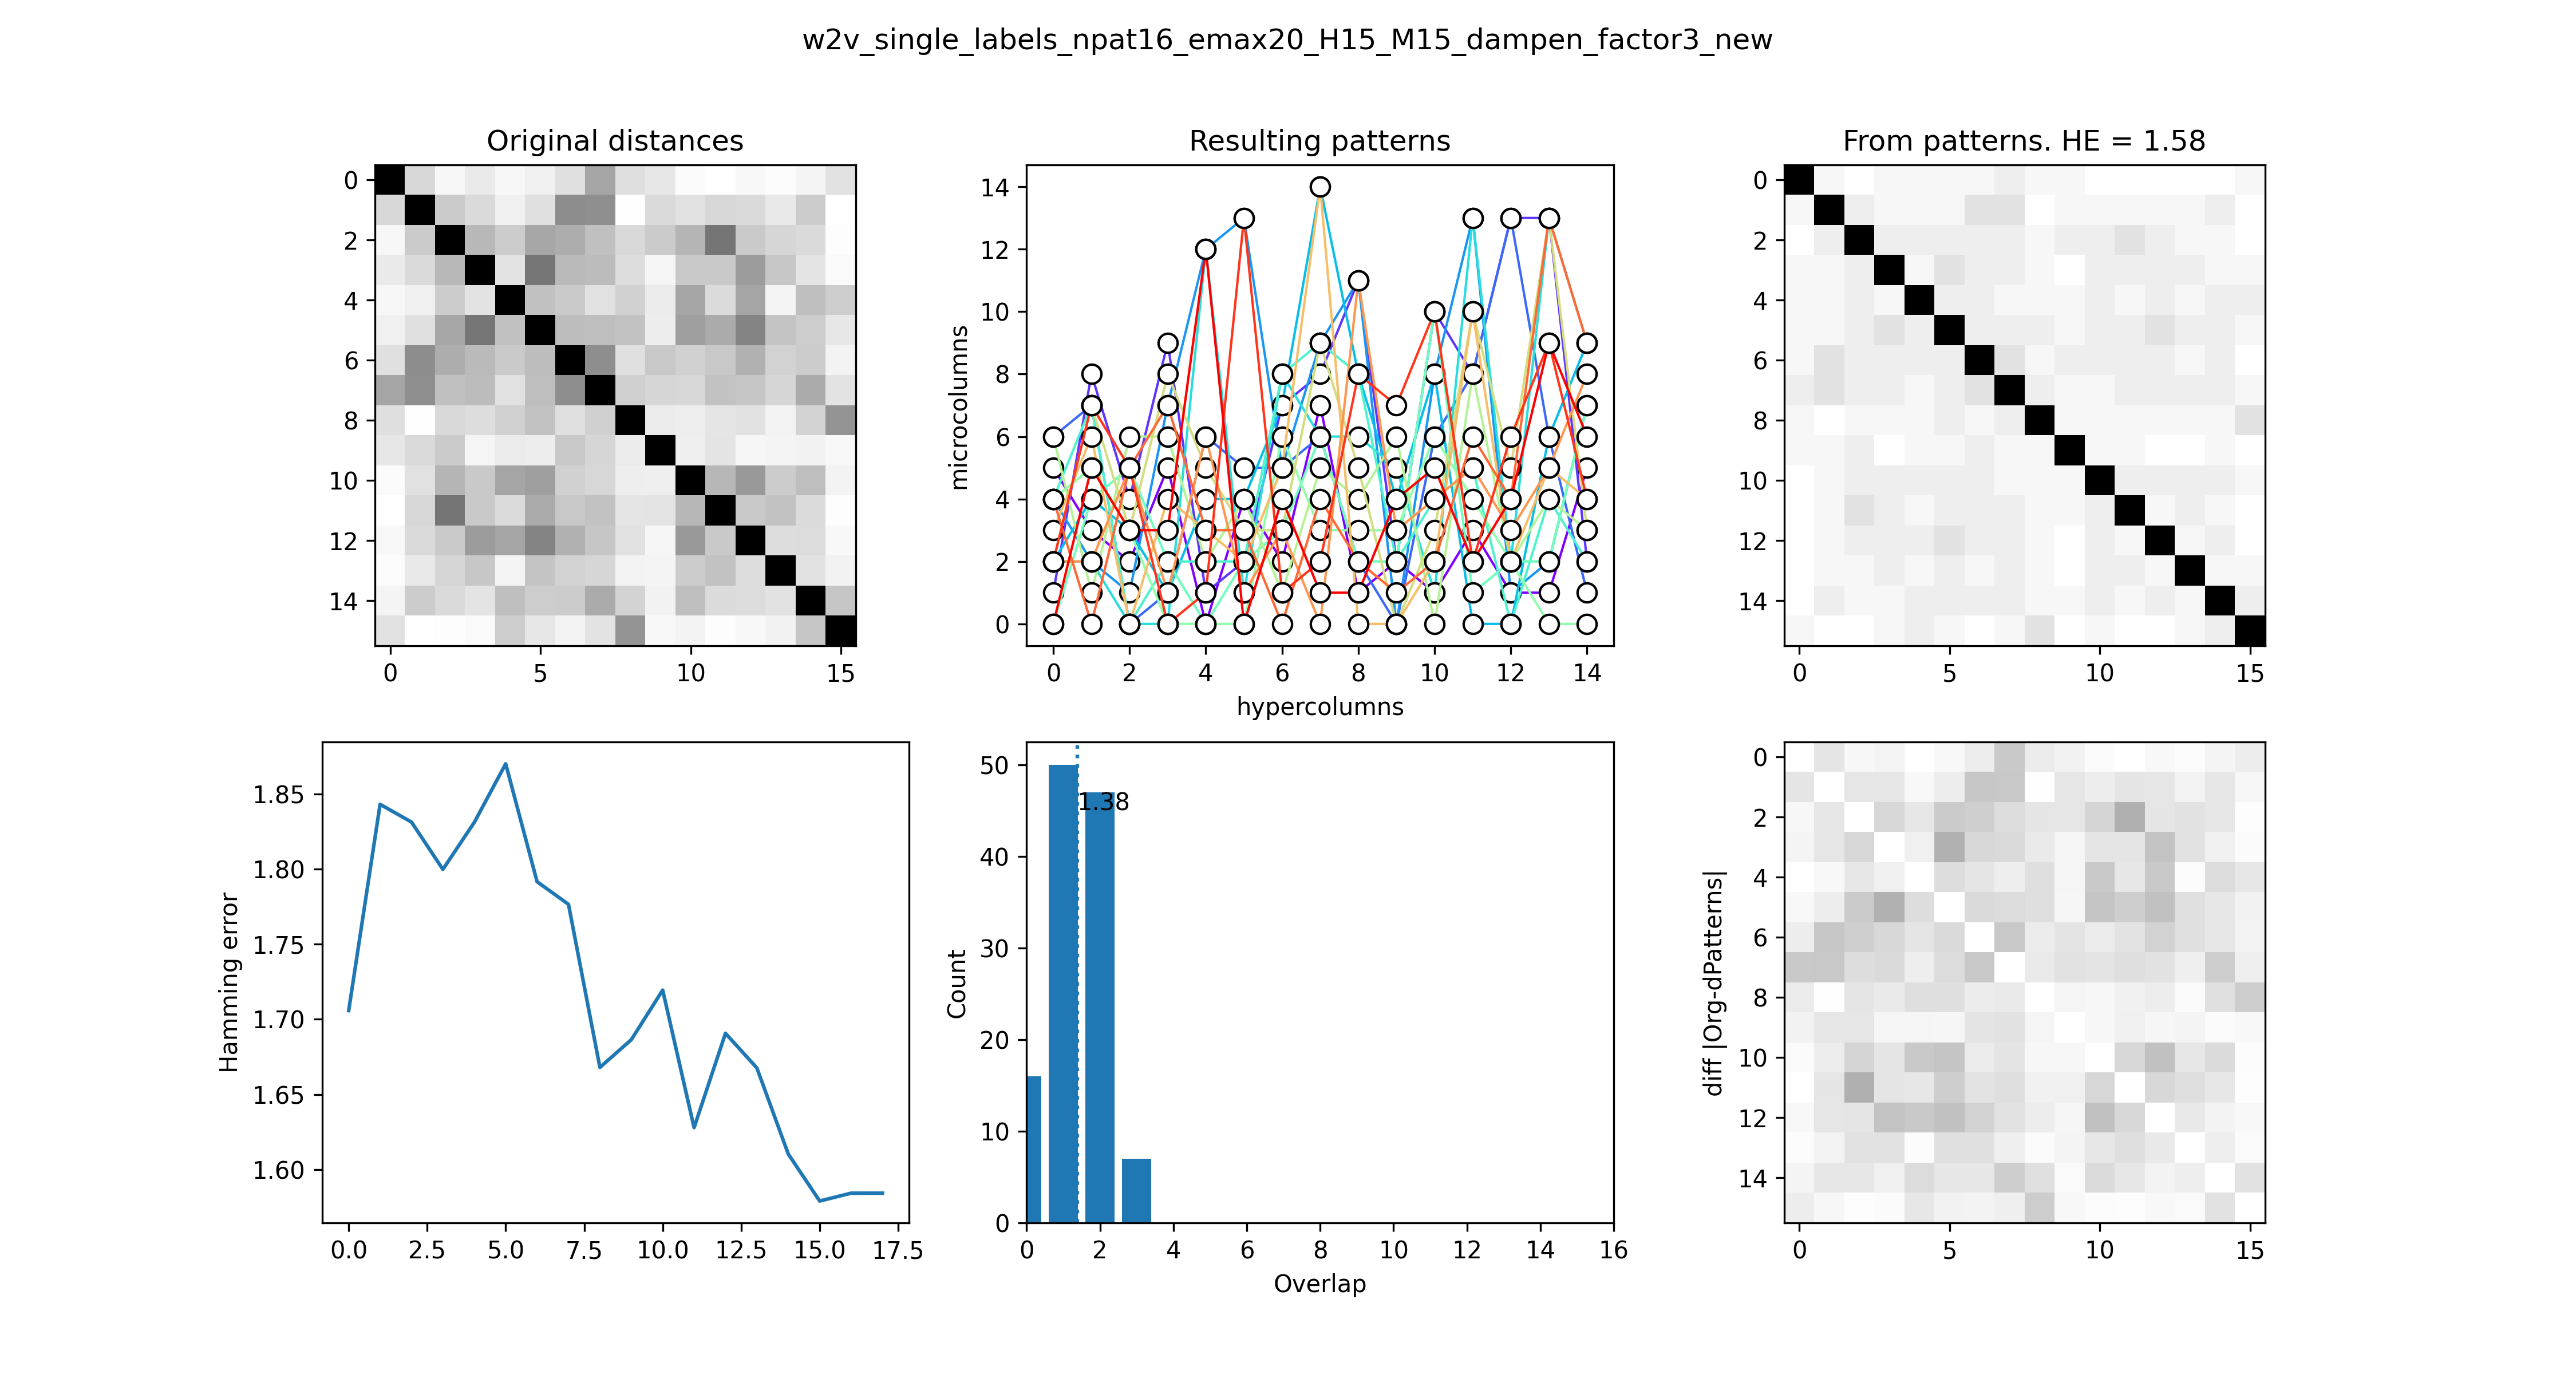 w2v_single_labels_npat16_emax20_H15_M15_dampen_factor3_new
Original distances
0
2
4
6
8
10
12
14
0 5 10 15
Resulting patterns
microcolumns
14
12
10
8
6
4
2
0
0 2 4 6 8 10 12 14
hypercolumns
From patterns. HE = 1.58
0
2
4
6
8
10
12
14
0 5 10 15
Hamming error
1.85
1.80
1.75
1.70
1.65
1.60
0.0 2.5 5.0 7.5 10.0 12.5 15.0 17.5
Count
50
40
30
20
10
0
1.38
0 2 4 6 8 10 12 14 16
Overlap
diff |Org-dPatterns|
0
2
4
6
8
10
12
14
0 5 10 15